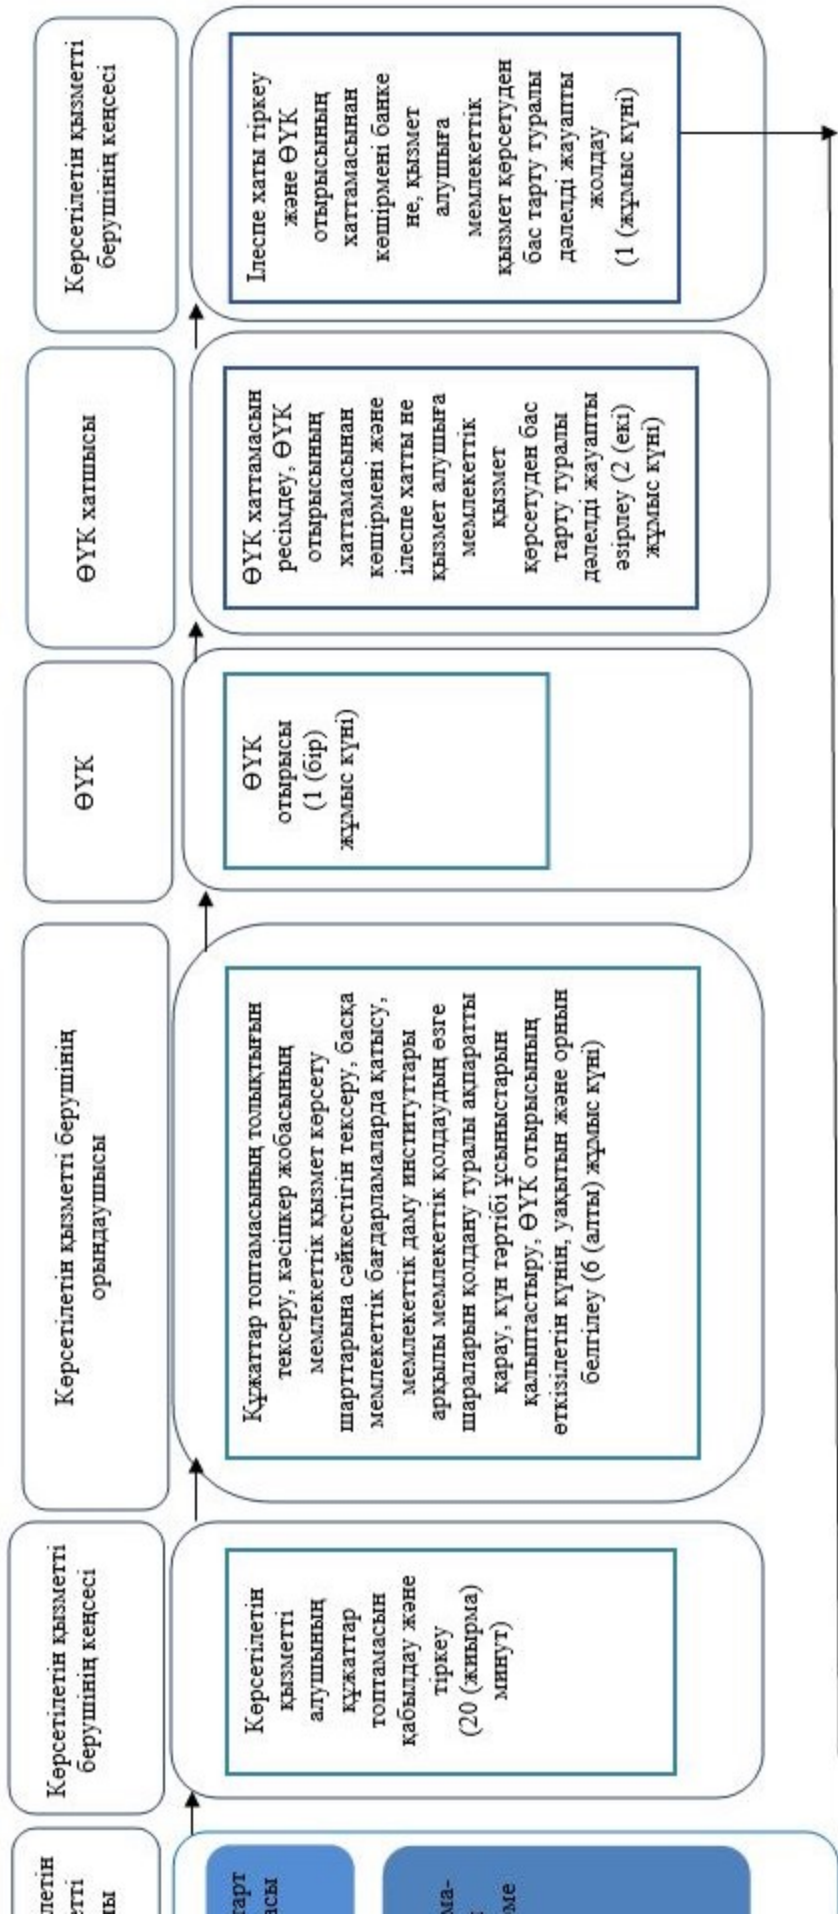 летін
етті
ы
тарт
асы
ма-
ме
Көрсетілетін қызметті
берушінің кеңсесі
Көрсетілетін
қызметті
алушының
құжаттар
топтамасын
қабылдау және
тіркеу
(20 (жиырма)
минут)
Көрсетілетін қызметті берушінің
орындаушысы
Құжаттар топтамасының толықтығын
тексеру, кәсіпкер жобасының
мемлекеттік қызмет көрсету
шарттарына сәйкестігін тексеру, басқа
мемлекеттік бағдарламаларда қатысу,
мемлекеттік даму институттары
арқылы мемлекеттік қолдаудың өзге
шараларын қолдану туралы ақпаратты
қарау, күн тәртібі ұсыныстарын
қалыптастыру, ӨҮК отырысының
өткізілетін күнін, уақытын және орнын
белгілеу (6 (алты) жұмыс күні)
ӨҮК
ӨҮК
отырысы
(1 (бір)
жұмыс күні)
ӨҮК хатшысы
ӨҮК хаттамасын
ресімдеу, ӨҮК
отырысының
хаттамасынан
көшірмені және
ілеспе хатты не
қызмет алушыға
мемлекеттік
қызмет
көрсетуден бас
тарту туралы
дәлелді жауапты
әзірлеу (2 (екі)
жұмыс күні)
Көрсетілетін қызметті
берушінің кеңсесі
Ілеспе хаты тіркеу
және ӨҮК
отырысының
хаттамасынан
көшірмені банке
не, қызмет
алушыға
мемлекеттік
қызмет көрсетуден
бас тарту туралы
дәлелді жауапты
жолдау
(1 (жұмыс күні)